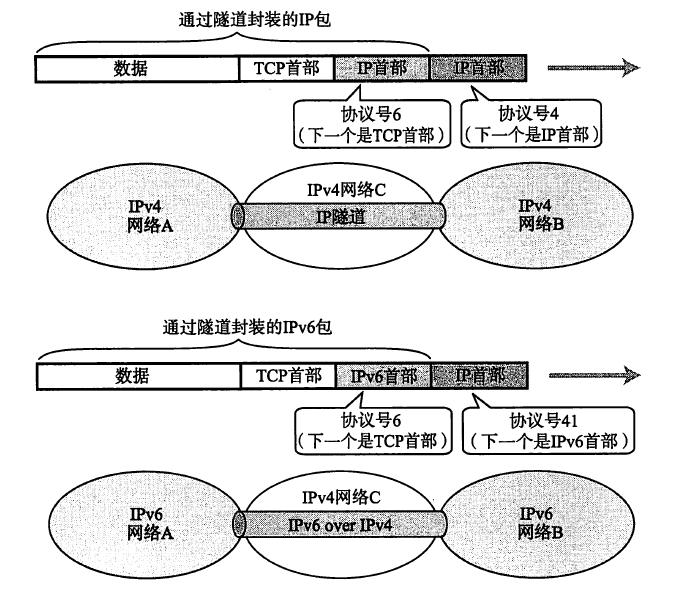 通过隧道封装的IP包
数据 TCP首部 IP首部 IP首部
协议号6
（下一个是TCP首部）
协议号4
（下一个是IP首部）
IPv4
网络A
IPv4网络C
IP隧道
IPv4
网络B
通过隧道封装的IPv6包
数据 TCP首部 IPv6首部 IP首部
协议号6
（下一个是TCP首部）
协议号41
（下一个是IPv6首部）
IPv6
网络A
IPv4网络C
IPv6 over IPv4
IPv6
网络B